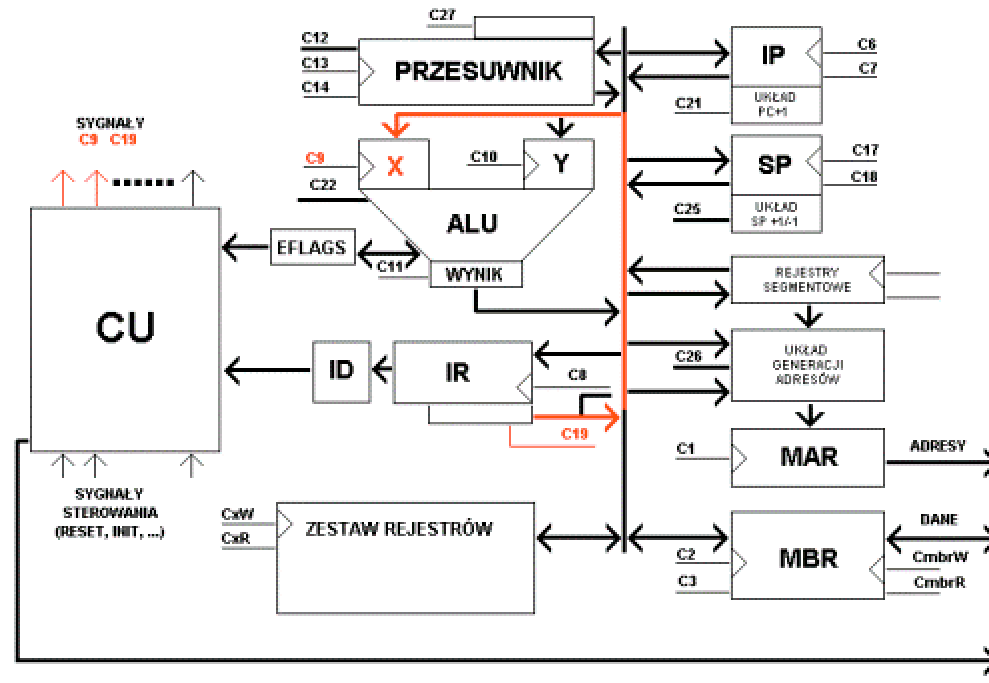 C27
C12
C13
C14
PRZESUWNIK
IP
C6
C7
C21
UKŁAD
PC+1
SYGNAŁY
C9 C19
C9
X
C10
Y
C22
ALU
SP
C17
C18
C25
UKŁAD
SP +1/-1
EFLAGS
C11
WYNIK
REJESTRY
SEGMENTOWE
CU
ID
IR
C8
C19
C26
UKŁAD
GENERACJI
ADRESÓW
C1
MAR
ADRESY
SYGNAŁY
STEROWANIA
(RESET, INIT, ...)
CxW
CxR
ZESTAW REJESTRÓW
C2
C3
MBR
DANE
CmbrW
CmbrR